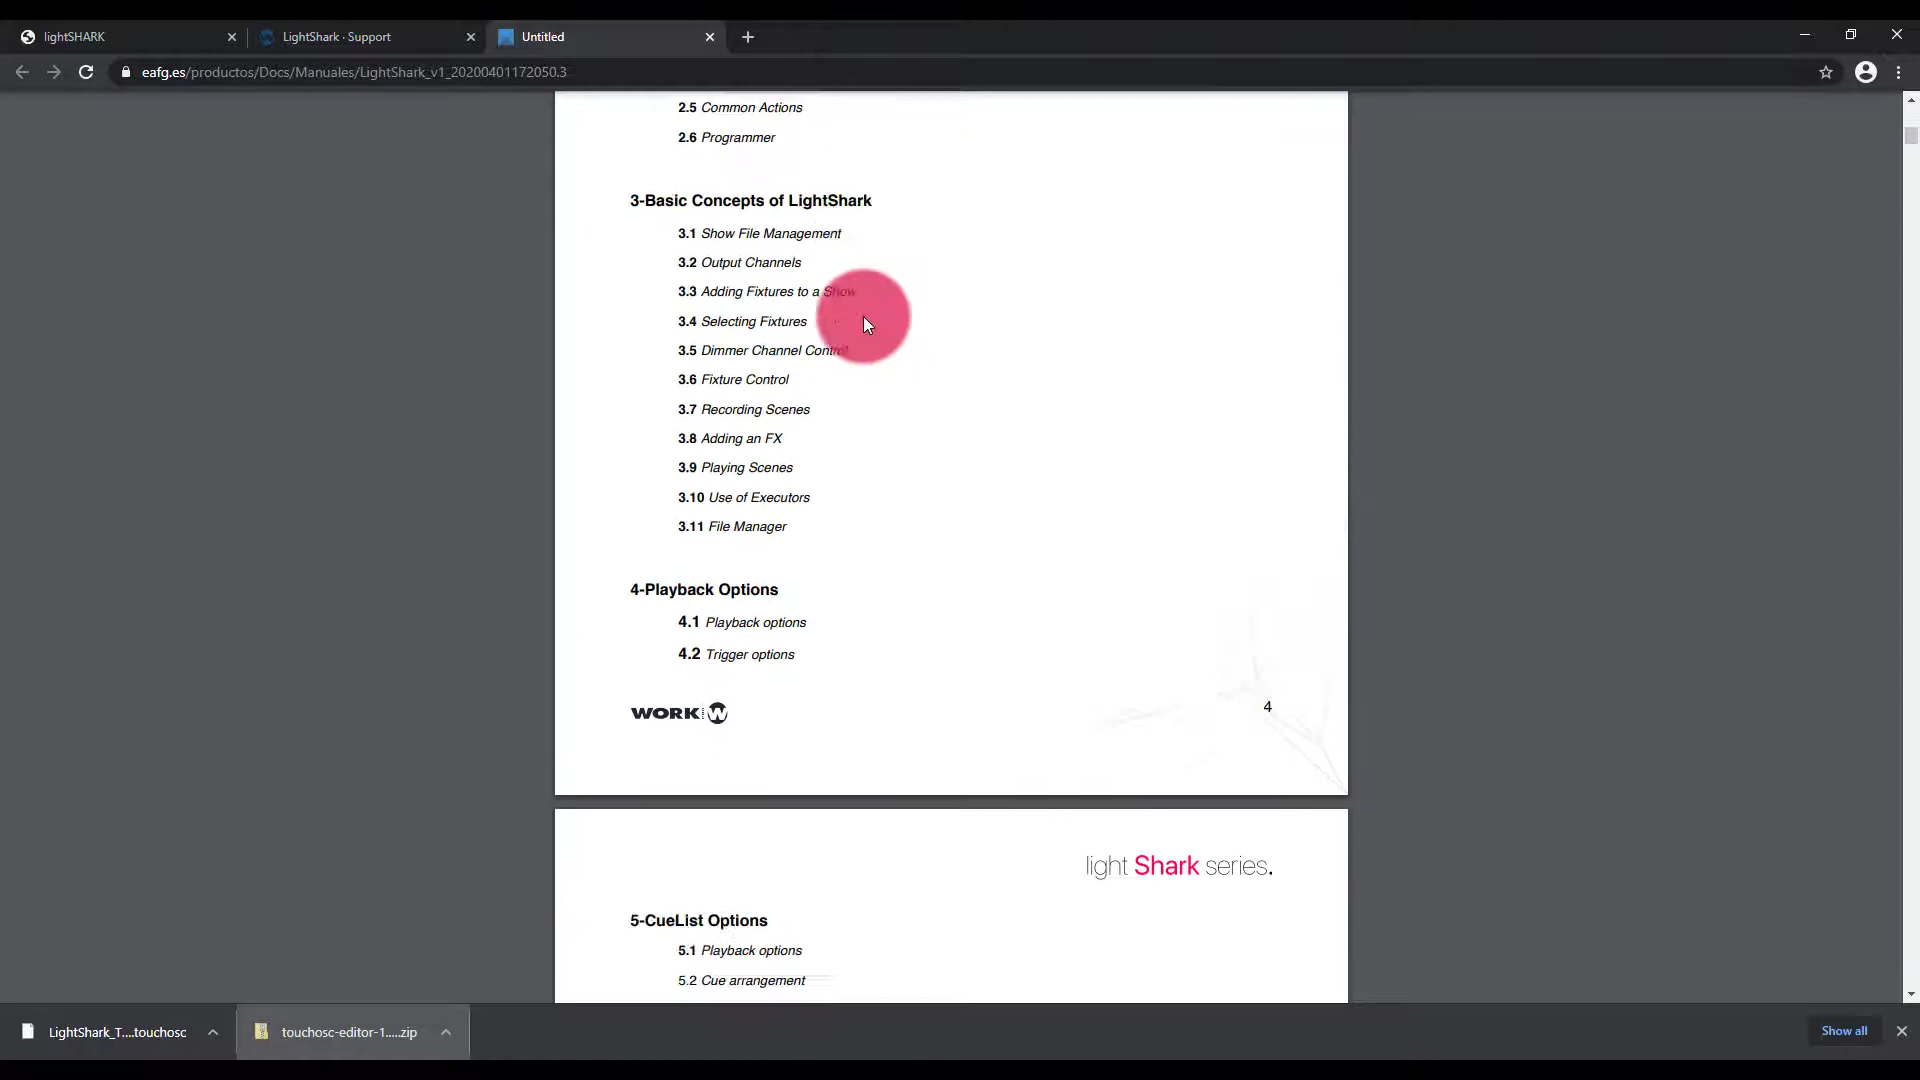 lightSHARK
LightShark · Support
Untitled
eafg.es/productos/Docs/Manuales/LightShark_v1_20200401172050.3
2.5 Common Actions
2.6 Programmer
3-Basic Concepts of LightShark
3.1 Show File Management
3.2 Output Channels
3.3 Adding Fixtures to a Show
3.4 Selecting Fixtures
3.5 Dimmer Channel Control
3.6 Fixture Control
3.7 Recording Scenes
3.8 Adding an FX
3.9 Playing Scenes
3.10 Use of Executors
3.11 File Manager
4-Playback Options
4.1 Playback options
4.2 Trigger options
WORK W
4
light Shark series.
5-CueList Options
5.1 Playback options
5.2 Cue arrangement
LightShark_T....touchosc
touchosc-editor-1.....zip
Show all